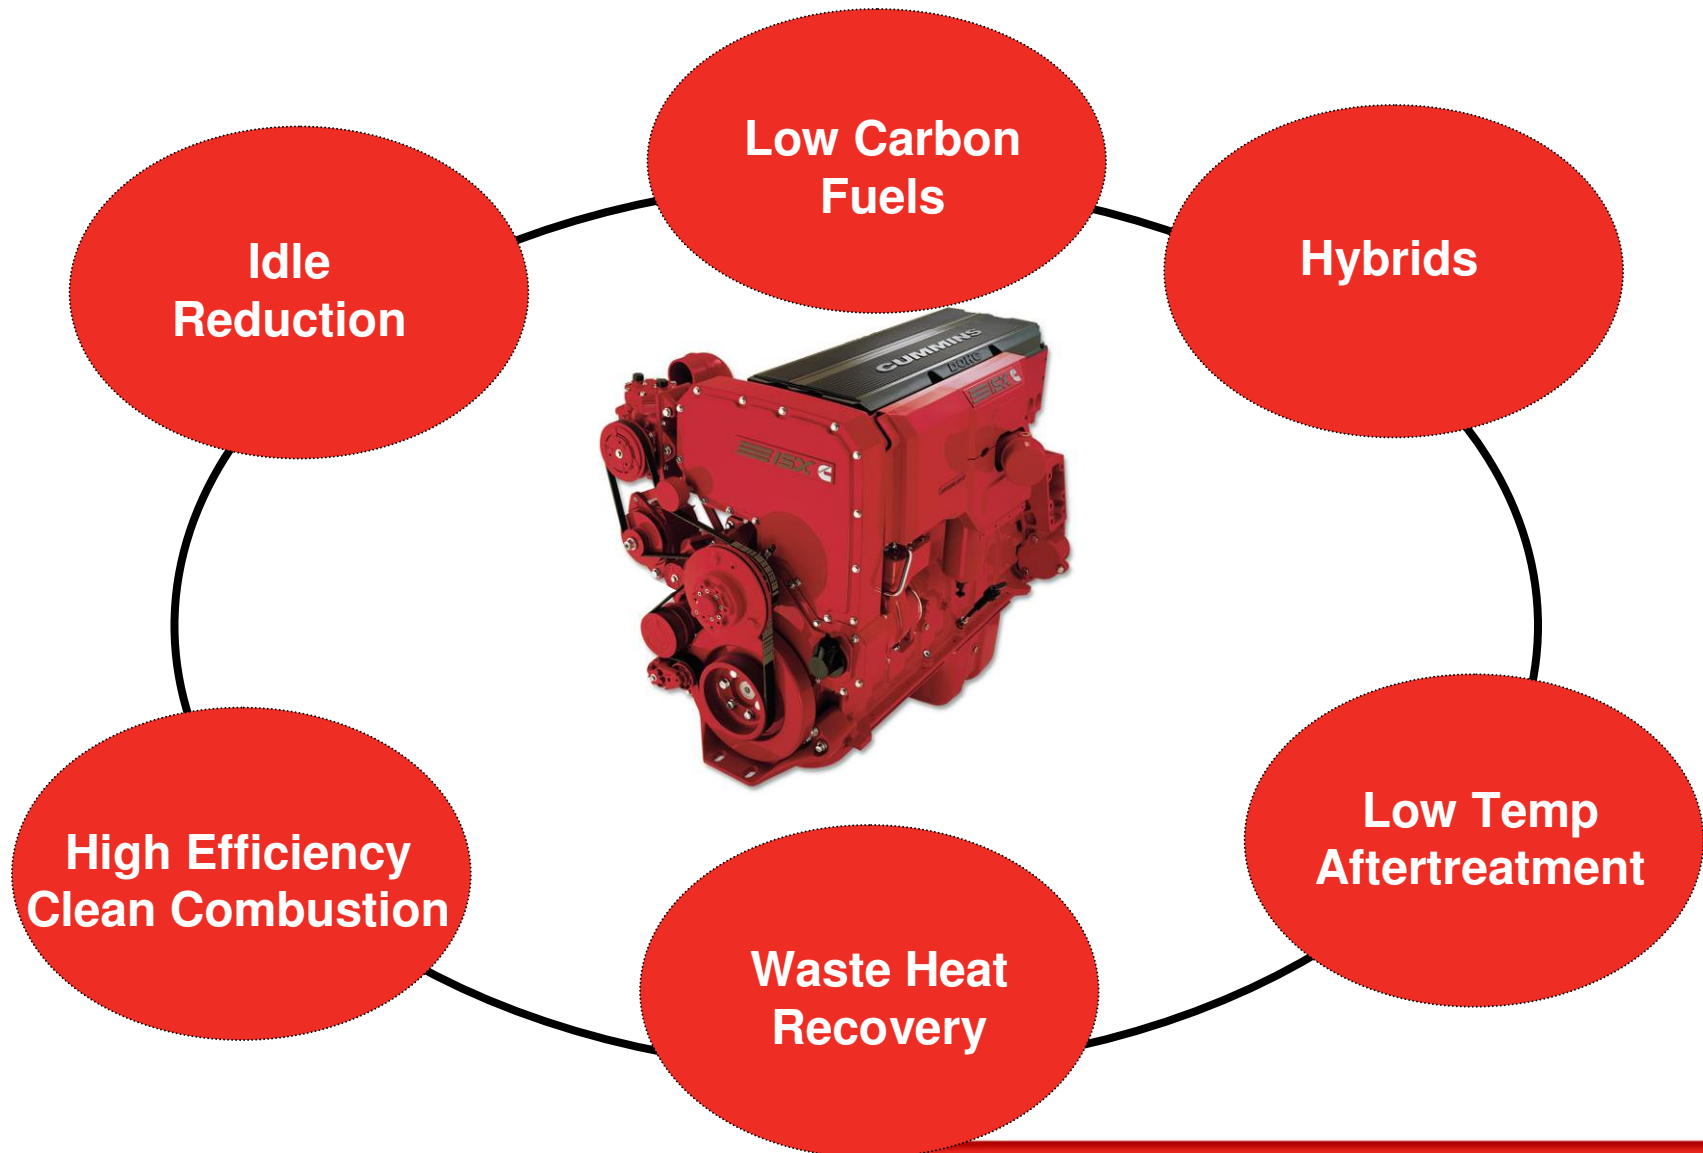 Low Carbon
Fuels
Hybrids
Idle
Reduction
CUMMINS
DOHC
ISX
ISX
High Efficiency
Clean Combustion
Low Temp
Aftertreatment
Waste Heat
Recovery